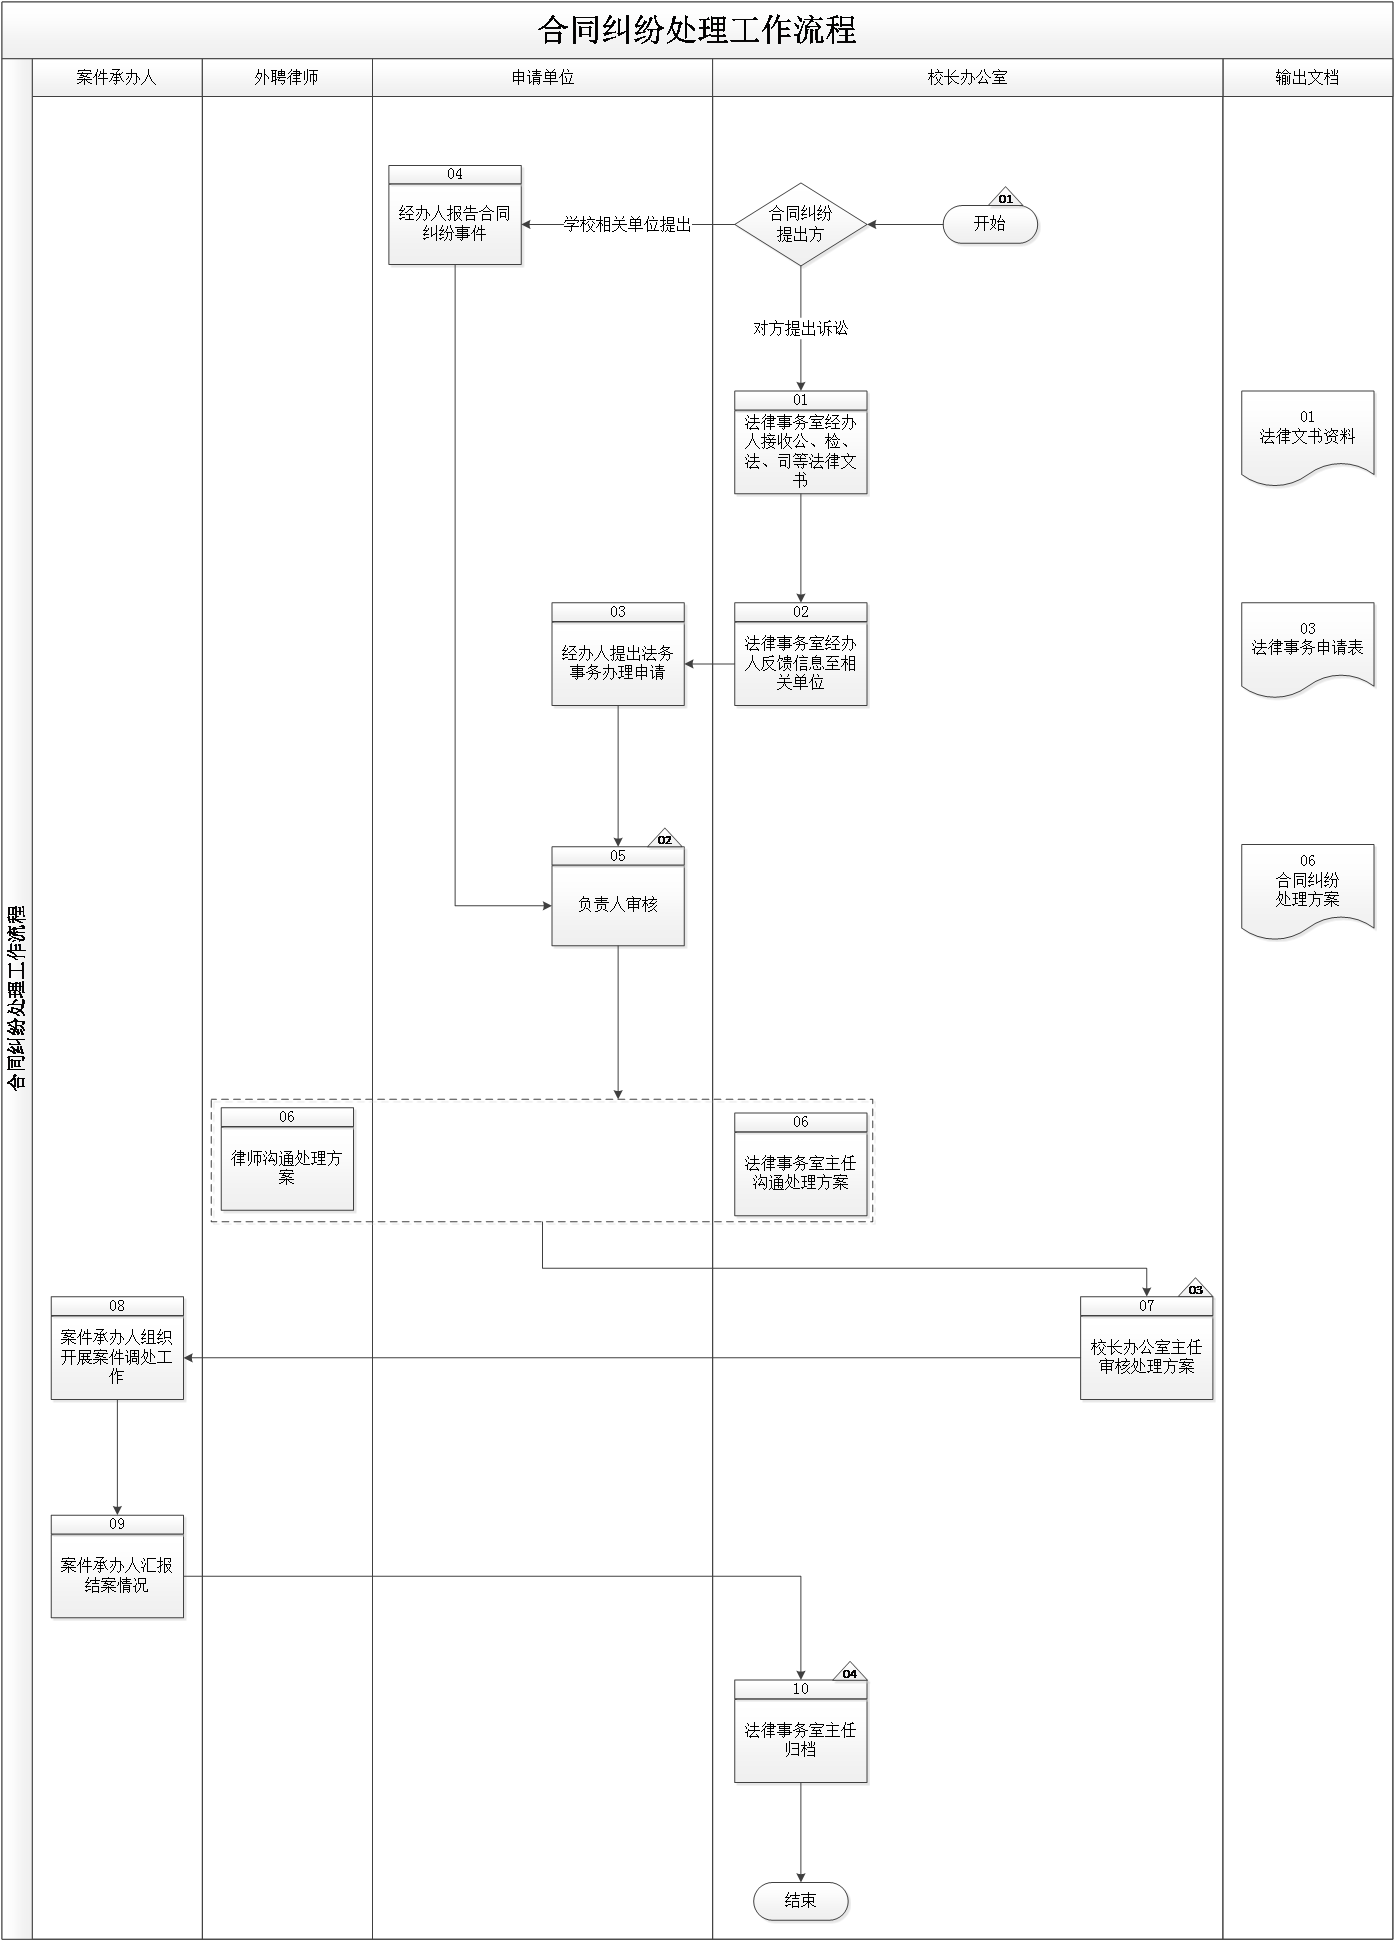 合同纠纷处理工作流程
案件承办人
外聘律师
申请单位
校长办公室
输出文档
合同纠纷处理工作流程
01
开始
合同纠纷
提出方
学校相关单位提出
04
经办人报告合同
纠纷事件
对方提出诉讼
01
法律事务室经办
人接收公、检、
法、司等法律文
书
01
法律文书资料
02
法律事务室经办
人反馈信息至相
关单位
03
经办人提出法务
事务办理申请
03
法律事务申请表
02
05
负责人审核
06
合同纠纷
处理方案
06
律师沟通处理方
案
06
法律事务室主任
沟通处理方案
03
07
校长办公室主任
审核处理方案
08
案件承办人组织
开展案件调处工
作
09
案件承办人汇报
结案情况
04
10
法律事务室主任
归档
结束